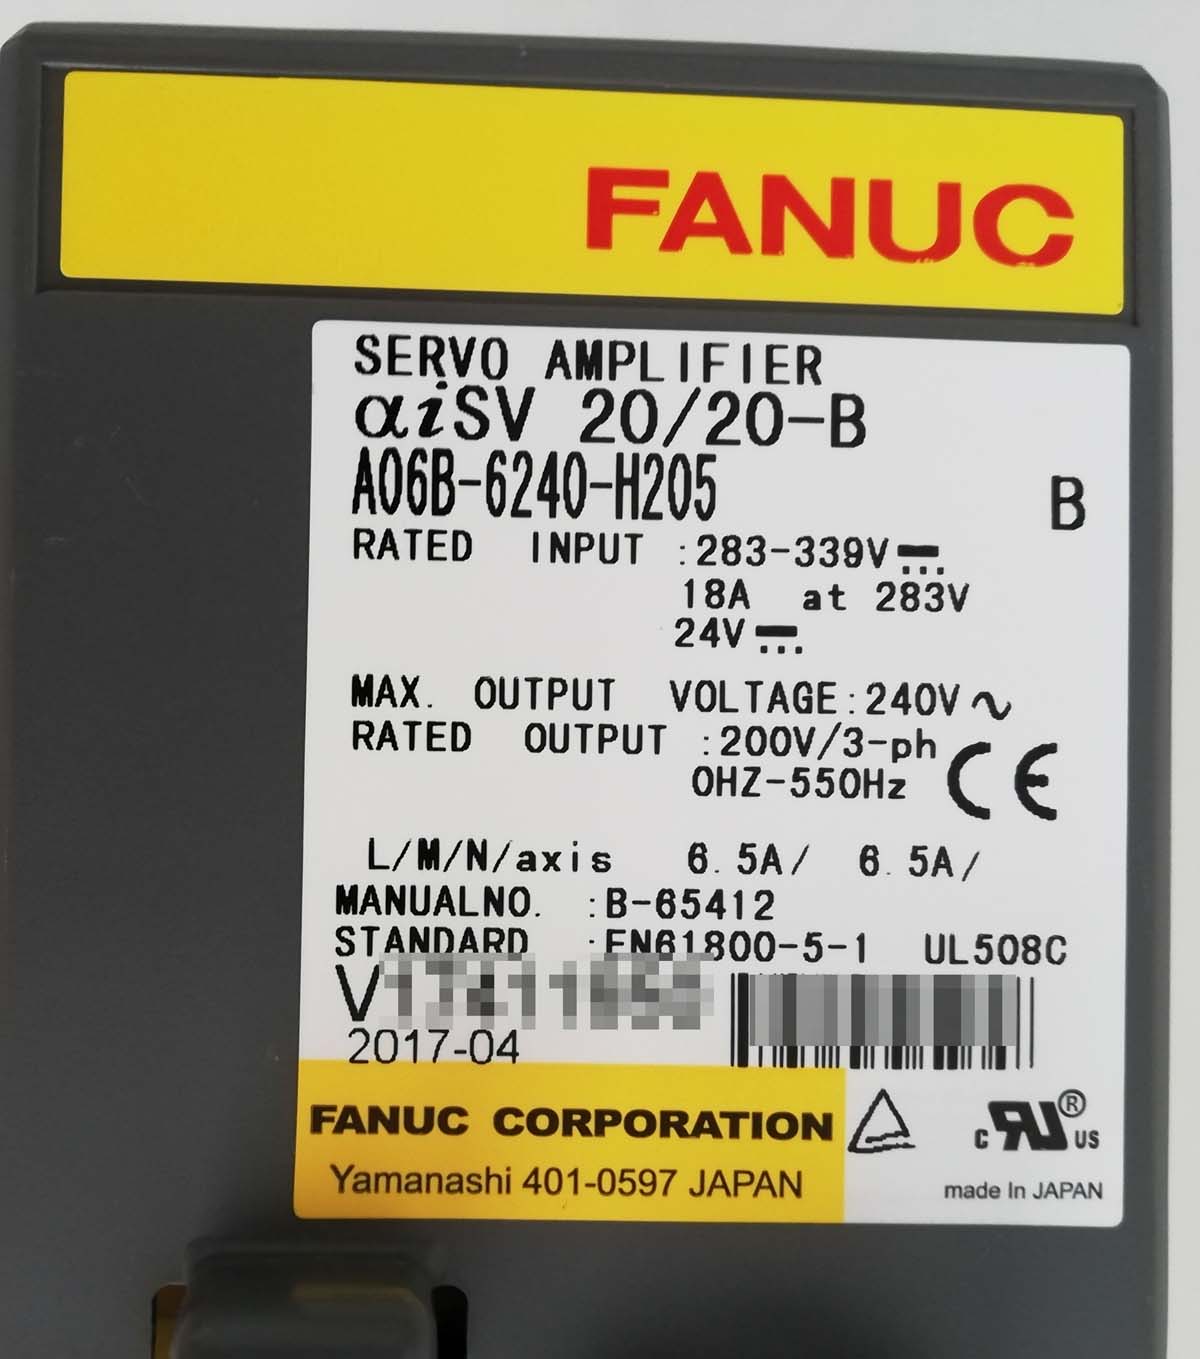 FANUC
SERVO AMPLIFIER
αiSV 20/20-B
A06B-6240-H205 B
RATED INPUT :283-339V⎓
18A at 283V
24V⎓
MAX. OUTPUT VOLTAGE:240V∿
RATED OUTPUT :200V/3-ph
0HZ-550Hz CE
L/M/N/axis 6.5A/ 6.5A/
MANUALNO. :B-65412
STANDARD :EN61800-5-1 UL508C
2017-04
FANUC CORPORATION
Yamanashi 401-0597 JAPAN
c RU ® US
made In JAPAN